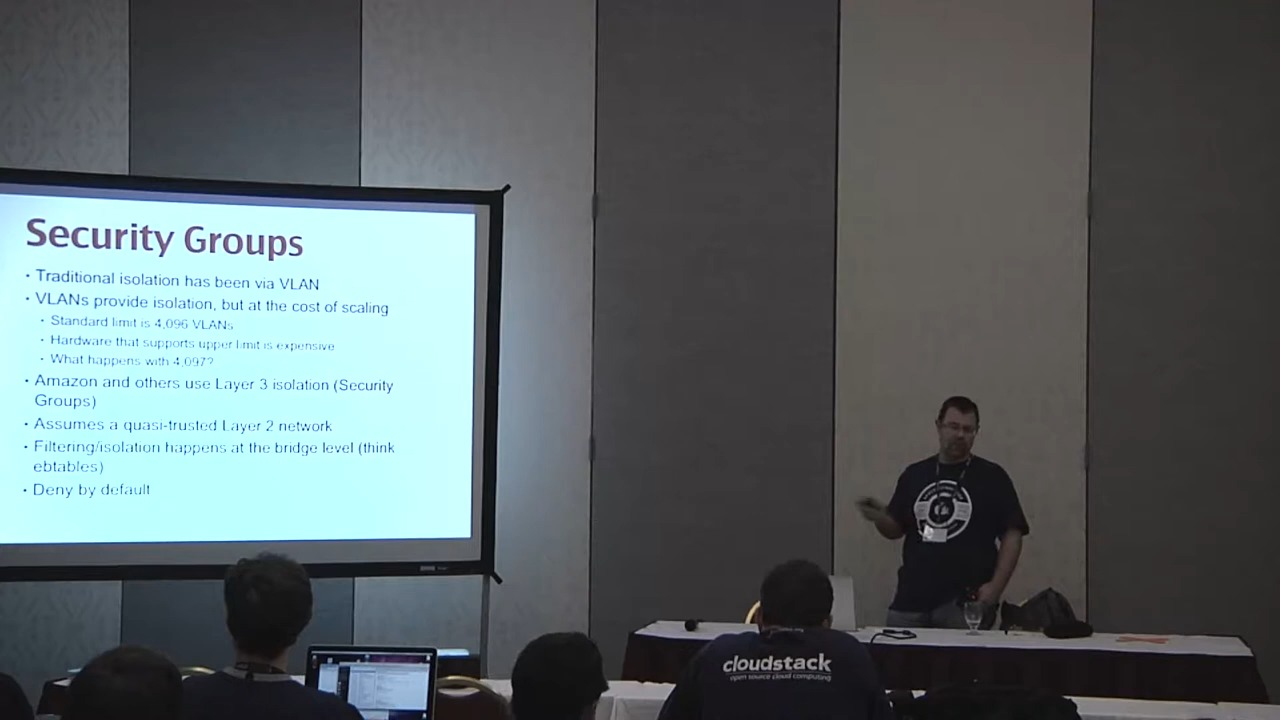 Security Groups
• Traditional isolation has been via VLAN
• VLANs provide isolation, but at the cost of scaling
• Standard limit is 4,096 VLANs
• Hardware that supports upper limit is expensive
• What happens with 4,097?
• Amazon and others use Layer 3 isolation (Security
Groups)
• Assumes a quasi-trusted Layer 2 network
• Filtering/isolation happens at the bridge level (think
ebtables)
• Deny by default
cloudstack
open source cloud computing